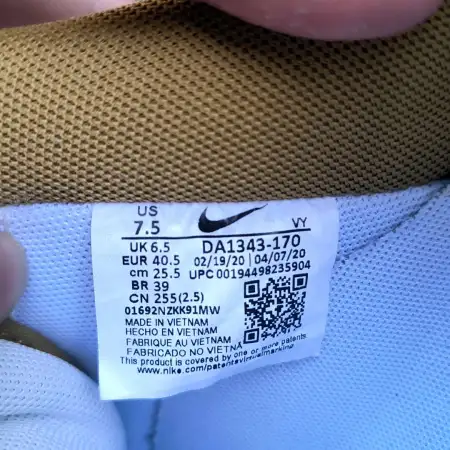 US
7.5 VY
UK 6.5 DA1343-170
EUR 40.5 02/19/20 | 04/07/20
cm 25.5 UPC 00194498235904
BR 39
CN 255(2.5)
01692NZKK91MW
MADE IN VIETNAM
HECHO EN VIETNAM
FABRIQUE AU VIETNAM
FABRICADO NO VIETNA
This product is covered by one or more patents
www.nike.com/patents/virtualmarking